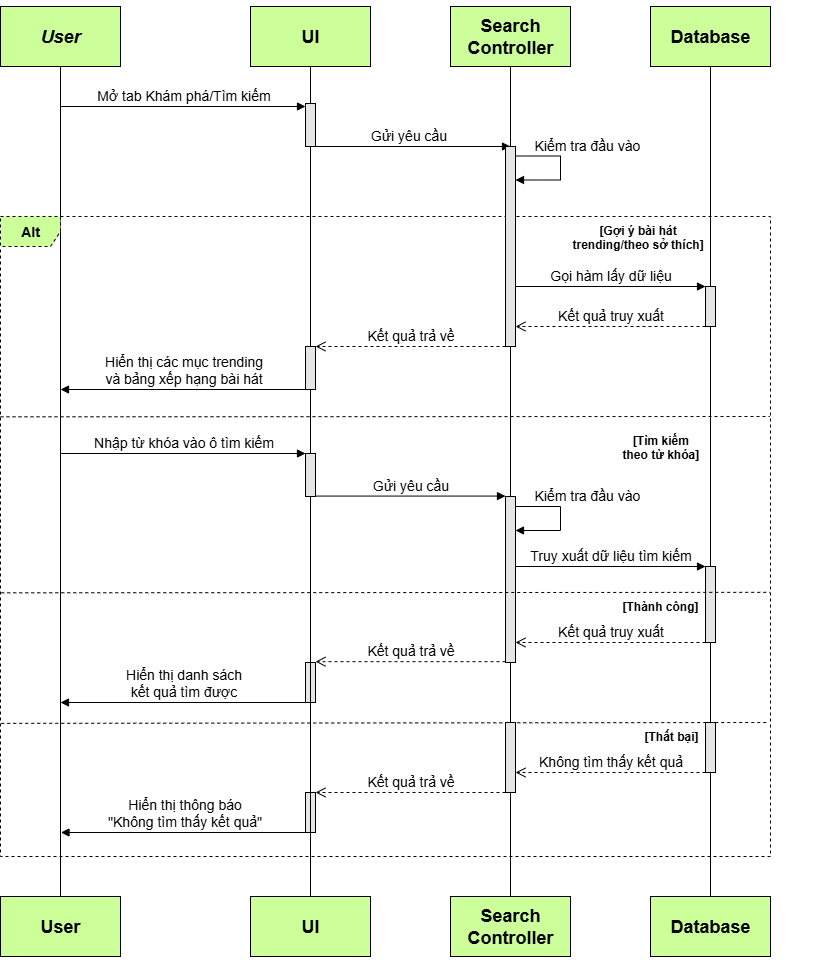 User
UI
Search
Controller
Database
Mở tab Khám phá/Tìm kiếm
Gửi yêu cầu
Kiểm tra đầu vào
Alt
[Gợi ý bài hát
trending/theo sở thích]
Gọi hàm lấy dữ liệu
Kết quả truy xuất
Kết quả trả về
Hiển thị các mục trending
và bảng xếp hạng bài hát
Nhập từ khóa vào ô tìm kiếm
[Tìm kiếm
theo từ khóa]
Gửi yêu cầu
Kiểm tra đầu vào
Truy xuất dữ liệu tìm kiếm
[Thành công]
Kết quả truy xuất
Kết quả trả về
Hiển thị danh sách
kết quả tìm được
[Thất bại]
Không tìm thấy kết quả
Kết quả trả về
Hiển thị thông báo
"Không tìm thấy kết quả"
User
UI
Search
Controller
Database